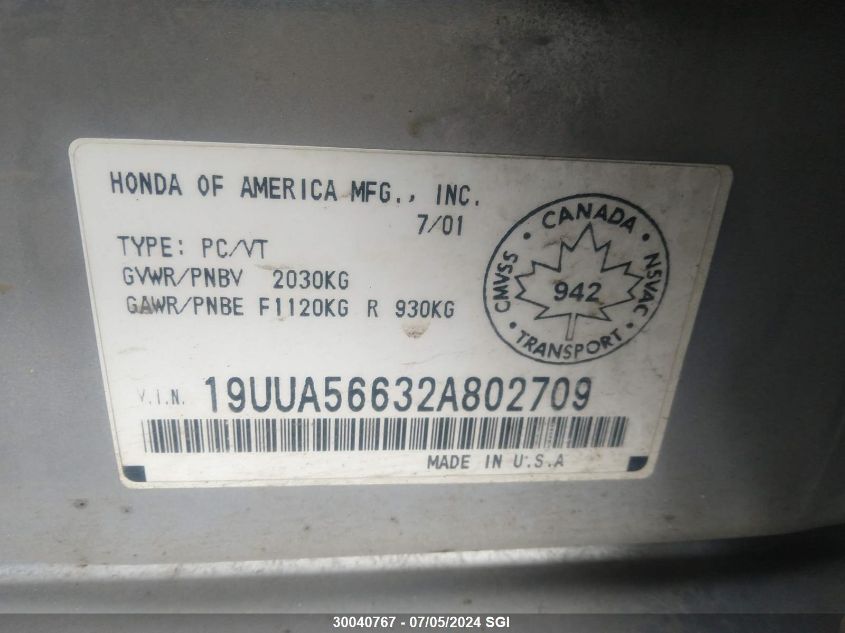 HONDA OF AMERICA MFG., INC.
7/01
TYPE: PC/VT
GVWR/PNBV 2030KG
GAWR/PNBE F1120KG R 930KG
CANADA
CMVSS
NSVAC
942
TRANSPORT
V.I.N. 19UUA56632A802709
MADE IN U.S.A
30040767 - 07/05/2024 SGI